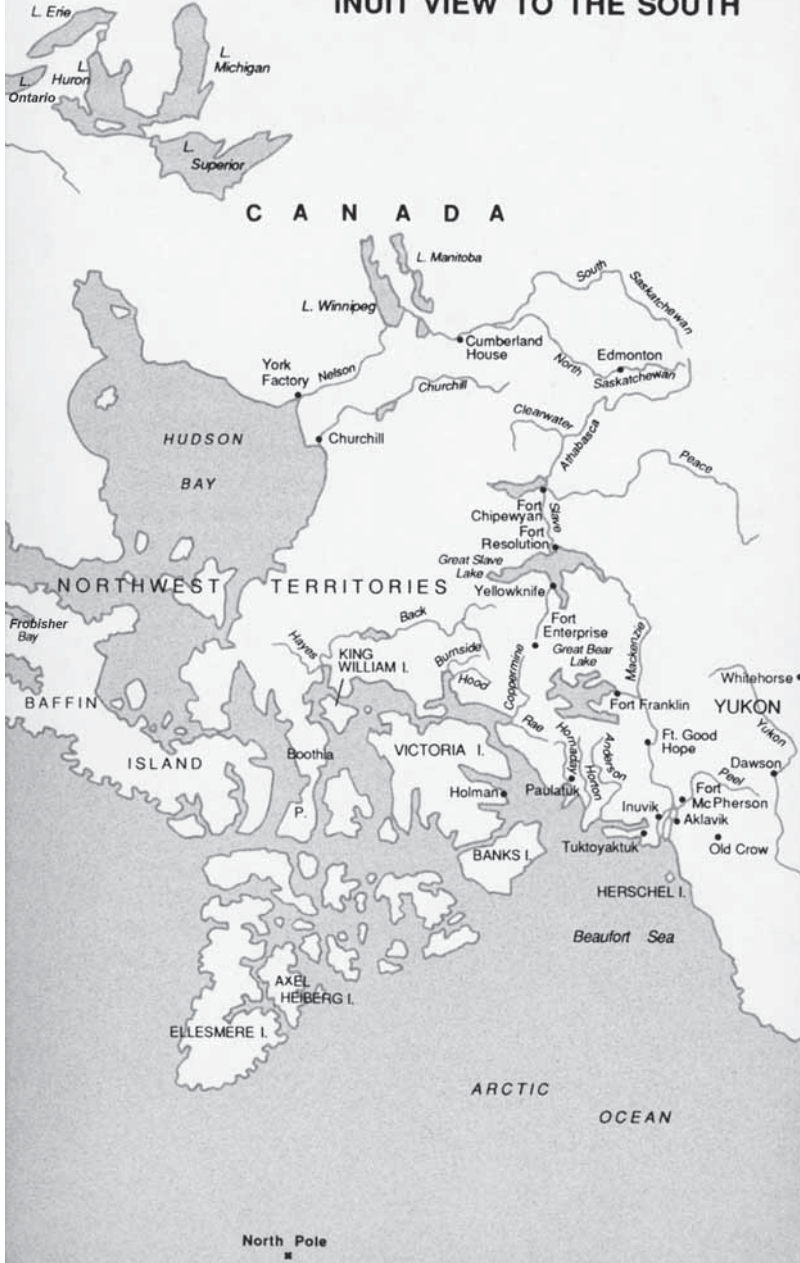 INUIT VIEW TO THE SOUTH
L. Erie
L.
Michigan
L.
Huron
L.
Ontario
L.
Superior
CANADA
L. Manitoba
L. Winnipeg
South
Saskatchewan
Cumberland
House
North
Saskatchewan
Edmonton
York
Factory
Nelson
Churchill
Churchill
Clearwater
Athabasca
Peace
HUDSON
BAY
Fort
Chipewyan
Slave
Fort
Resolution
Great Slave
Lake
NORTHWEST TERRITORIES
Yellowknife
Frobisher
Bay
Back
Fort
Enterprise
Mackenzie
Hayes
KING
WILLIAM I.
Burnside
Hood
Coppermine
Great Bear
Lake
Whitehorse
BAFFIN
Fort Franklin
YUKON
Yukon
Rae
Hornaday
Anderson
Horton
Ft. Good
Hope
ISLAND
Boothia
P.
VICTORIA I.
Dawson
Peel
Holman
Paulatuk
Fort
McPherson
Inuvik
Aklavik
Tuktoyaktuk
Old Crow
BANKS I.
HERSCHEL I.
Beaufort Sea
AXEL
HEIBERG I.
ELLESMERE I.
ARCTIC
OCEAN
North Pole